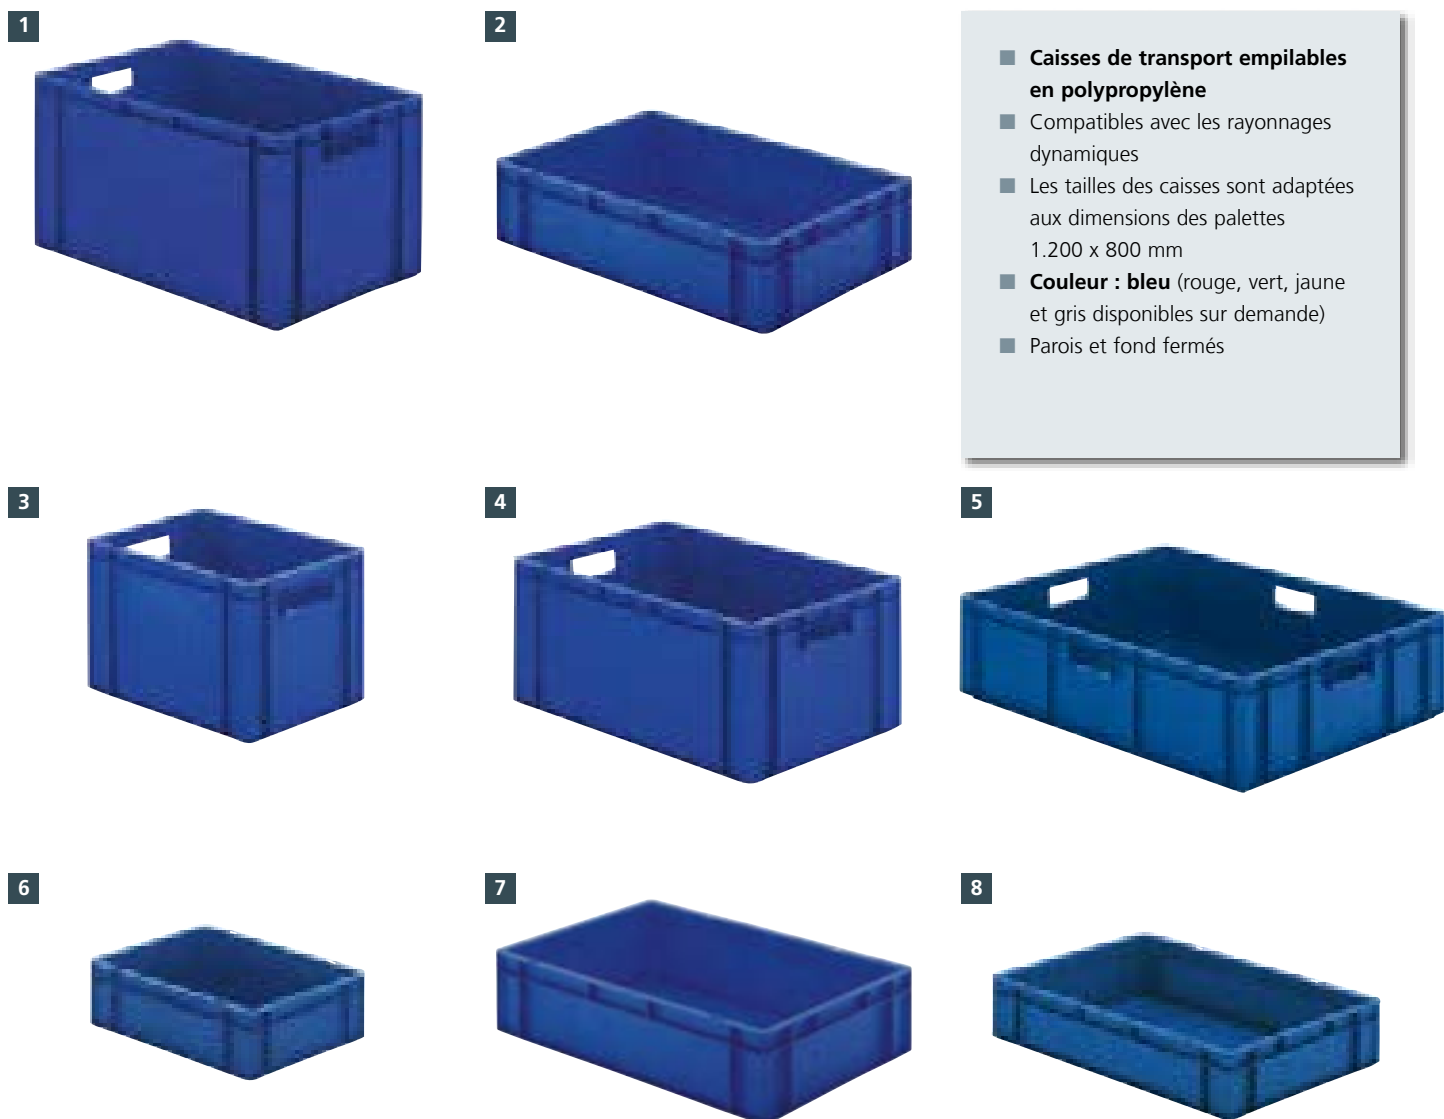 1
2
■ Caisses de transport empilables
en polypropylène
■ Compatibles avec les rayonnages
dynamiques
■ Les tailles des caisses sont adaptées
aux dimensions des palettes
1.200 x 800 mm
■ Couleur : bleu (rouge, vert, jaune
et gris disponibles sur demande)
■ Parois et fond fermés
3
4
5
6
7
8